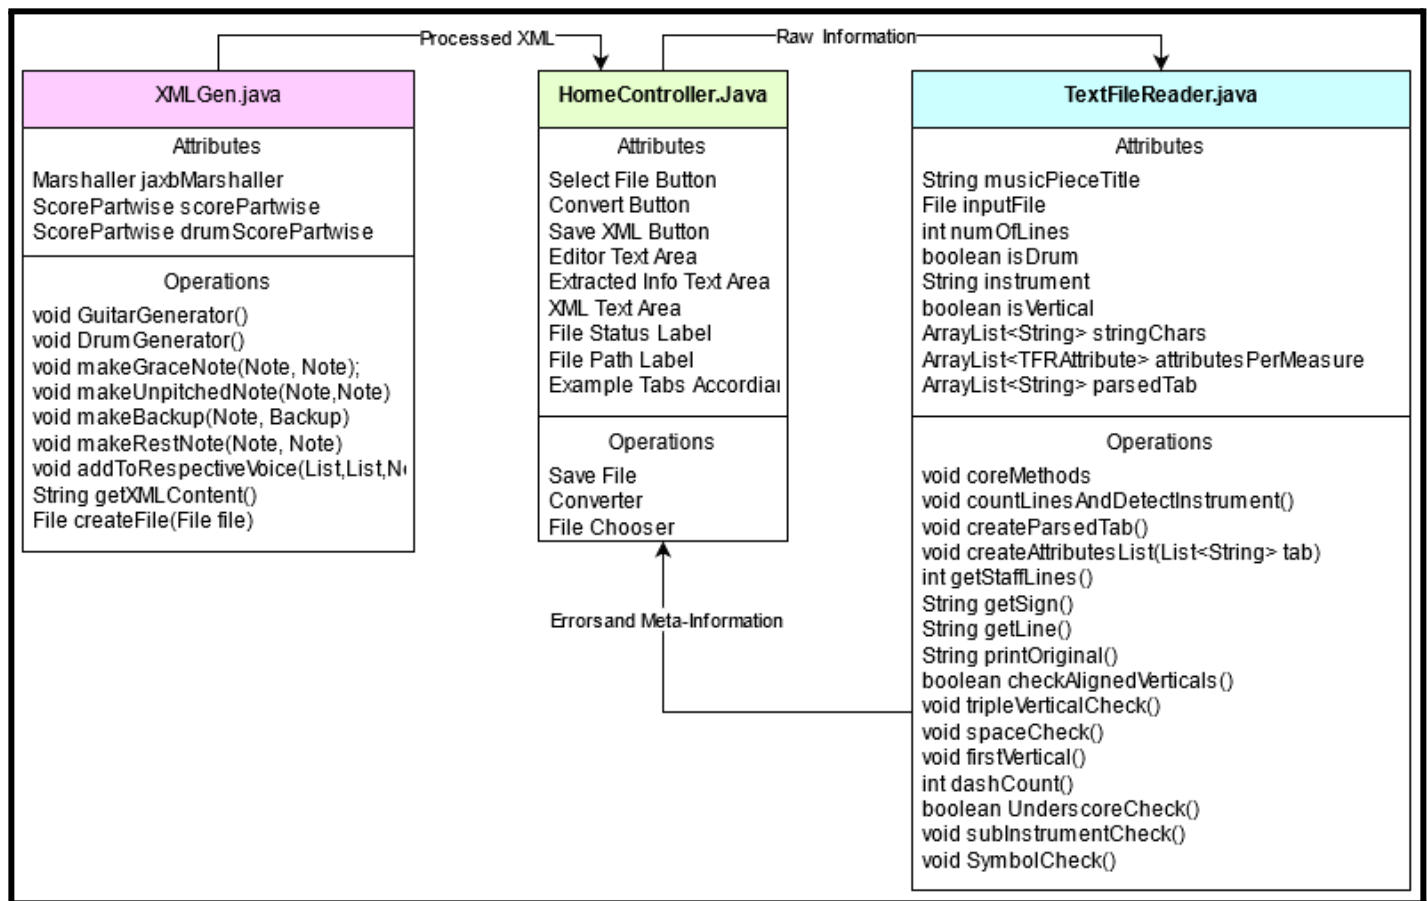 Processed XML
Raw Information
XMLGen.java
Attributes
Marshaller jaxbMarshaller
ScorePartwise scorePartwise
ScorePartwise drumScorePartwise
Operations
void GuitarGenerator()
void DrumGenerator()
void makeGraceNote(Note, Note);
void makeUnpitchedNote(Note,Note)
void makeBackup(Note, Backup)
void makeRestNote(Note, Note)
void addToRespectiveVoice(List,List,N
String getXMLContent()
File createFile(File file)
HomeController.Java
Attributes
Select File Button
Convert Button
Save XML Button
Editor Text Area
Extracted Info Text Area
XML Text Area
File Status Label
File Path Label
Example Tabs Accordia
Operations
Save File
Converter
File Chooser
Errorsand Meta-Information
TextFileReader.java
Attributes
String musicPieceTitle
File inputFile
int numOfLines
boolean isDrum
String instrument
boolean isVertical
ArrayList<String> stringChars
ArrayList<TFRAttribute> attributesPerMeasure
ArrayList<String> parsedTab
Operations
void coreMethods
void countLinesAndDetectInstrument()
void createParsedTab()
void createAttributesList(List<String> tab)
int getStaffLines()
String getSign()
String getLine()
String printOriginal()
boolean checkAlignedVerticals()
void tripleVerticalCheck()
void spaceCheck()
void firstVertical()
int dashCount()
boolean UnderscoreCheck()
void subInstrumentCheck()
void SymbolCheck()